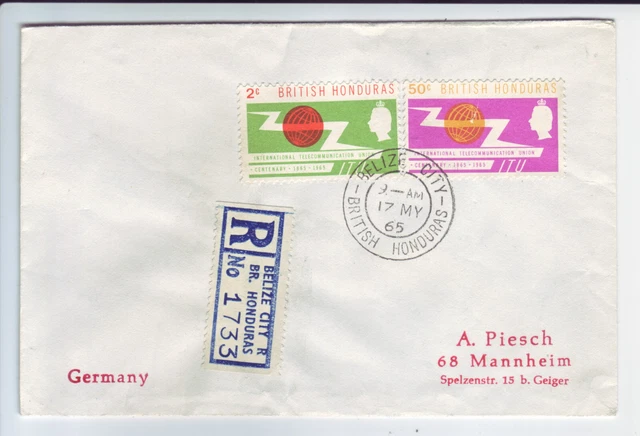 2c BRITISH HONDURAS
INTERNATIONAL TELECOMMUNICATION UNION
CENTENARY · 1865 · 1965
50c BRITISH HONDURAS
INTERNATIONAL TELECOMMUNICATION UNION
CENTENARY · 1865 · 1965 ITU
BELIZE CITY
9 — AM
17 MY
65
BRITISH HONDURAS
R
BELIZE CITY R
BR. HONDURAS
No 1733
A. Piesch
68 Mannheim
Spelzenstr. 15 b. Geiger
Germany